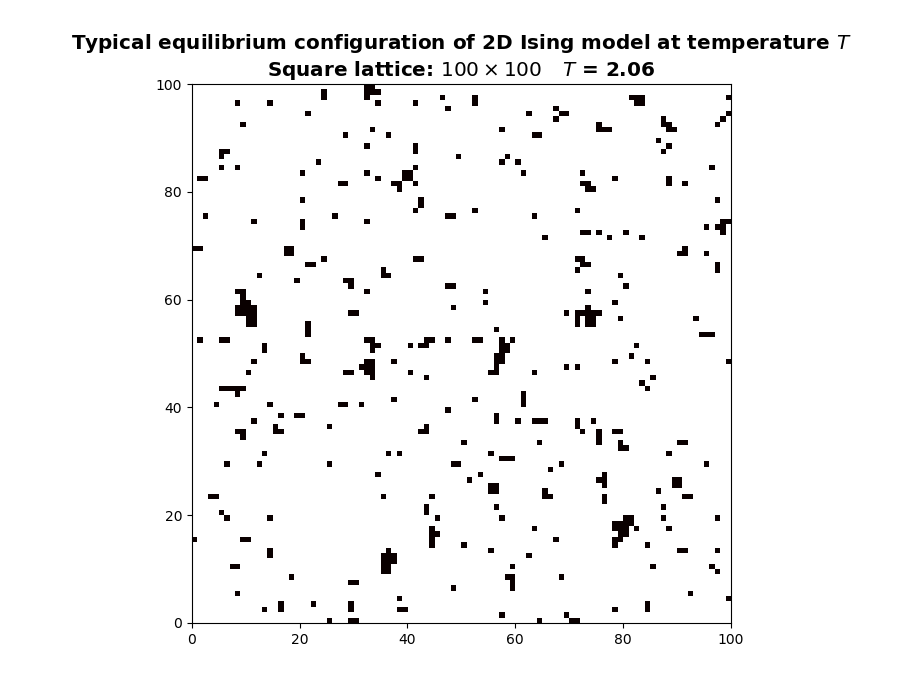 Typical equilibrium configuration of 2D Ising model at temperature T
Square lattice: 100 × 100 T = 2.06
100
80
60
40
20
0
0 20 40 60 80 100